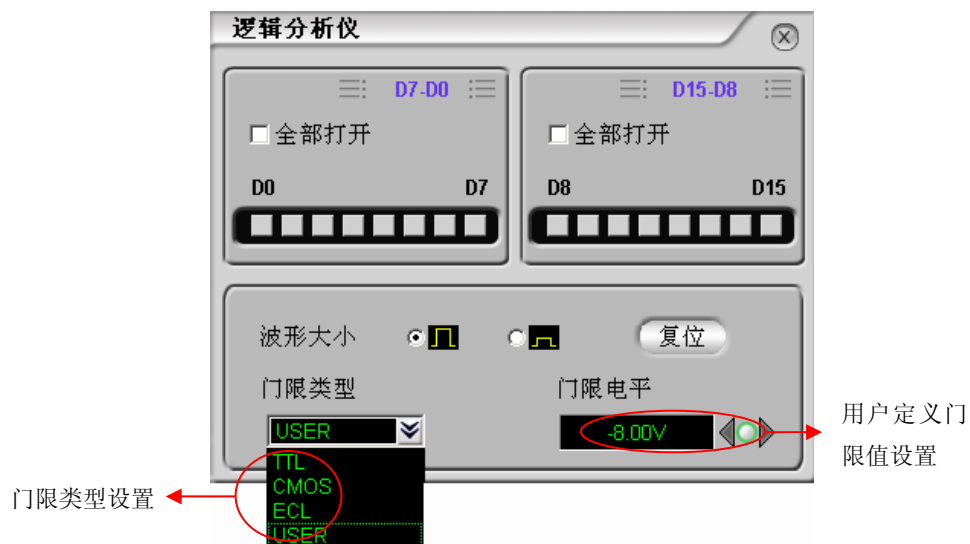 逻辑分析仪
D7-D0
D15-D8
全部打开
全部打开
D0
D7
D8
D15
波形大小
复位
门限类型
门限电平
USER
-8.00V
TTL
CMOS
ECL
USER
用户定义门
限值设置
门限类型设置